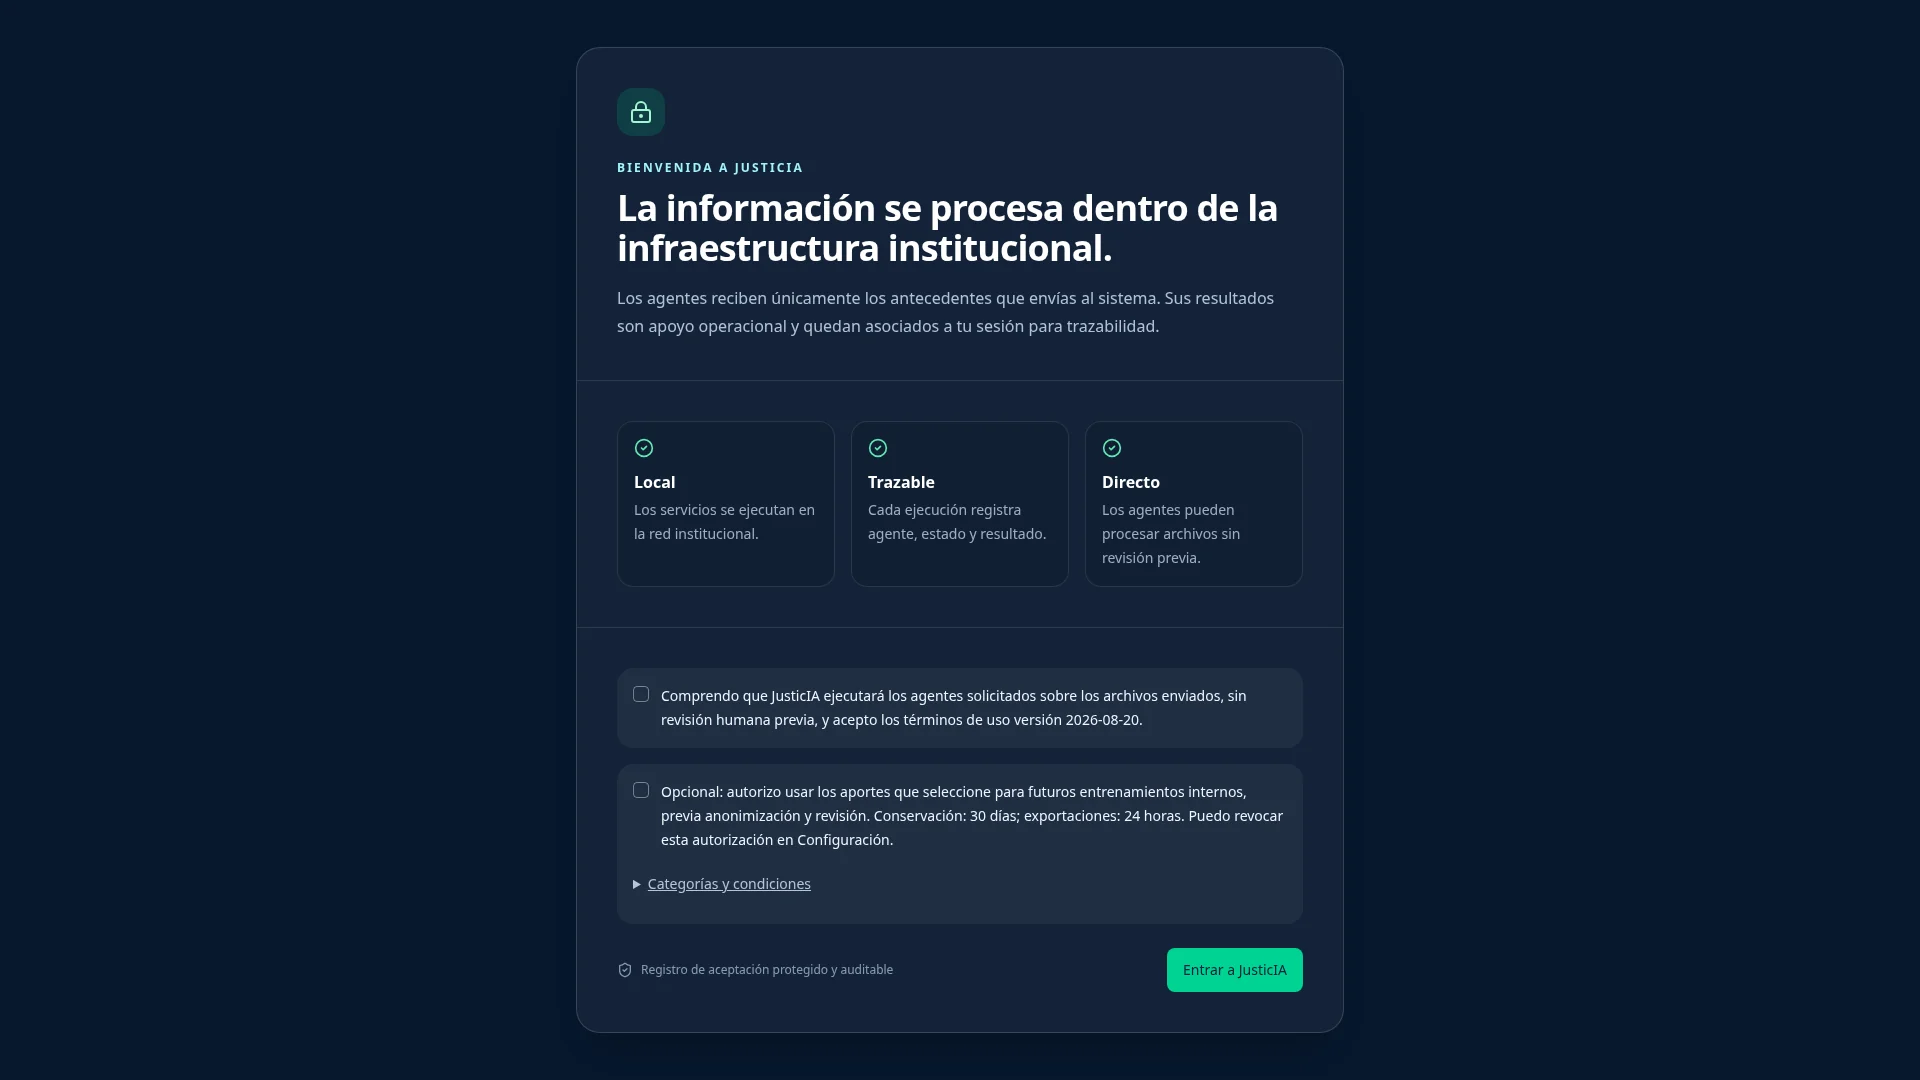 BIENVENIDA A JUSTICIA
La información se procesa dentro de la
infraestructura institucional.
Los agentes reciben únicamente los antecedentes que envías al sistema. Sus resultados
son apoyo operacional y quedan asociados a tu sesión para trazabilidad.
Local
Los servicios se ejecutan en
la red institucional.
Trazable
Cada ejecución registra
agente, estado y resultado.
Directo
Los agentes pueden
procesar archivos sin
revisión previa.
Comprendo que JusticIA ejecutará los agentes solicitados sobre los archivos enviados, sin
revisión humana previa, y acepto los términos de uso versión 2026-08-20.
Opcional: autorizo usar los aportes que seleccione para futuros entrenamientos internos,
previa anonimización y revisión. Conservación: 30 días; exportaciones: 24 horas. Puedo revocar
esta autorización en Configuración.
Categorías y condiciones
Registro de aceptación protegido y auditable
Entrar a JusticIA